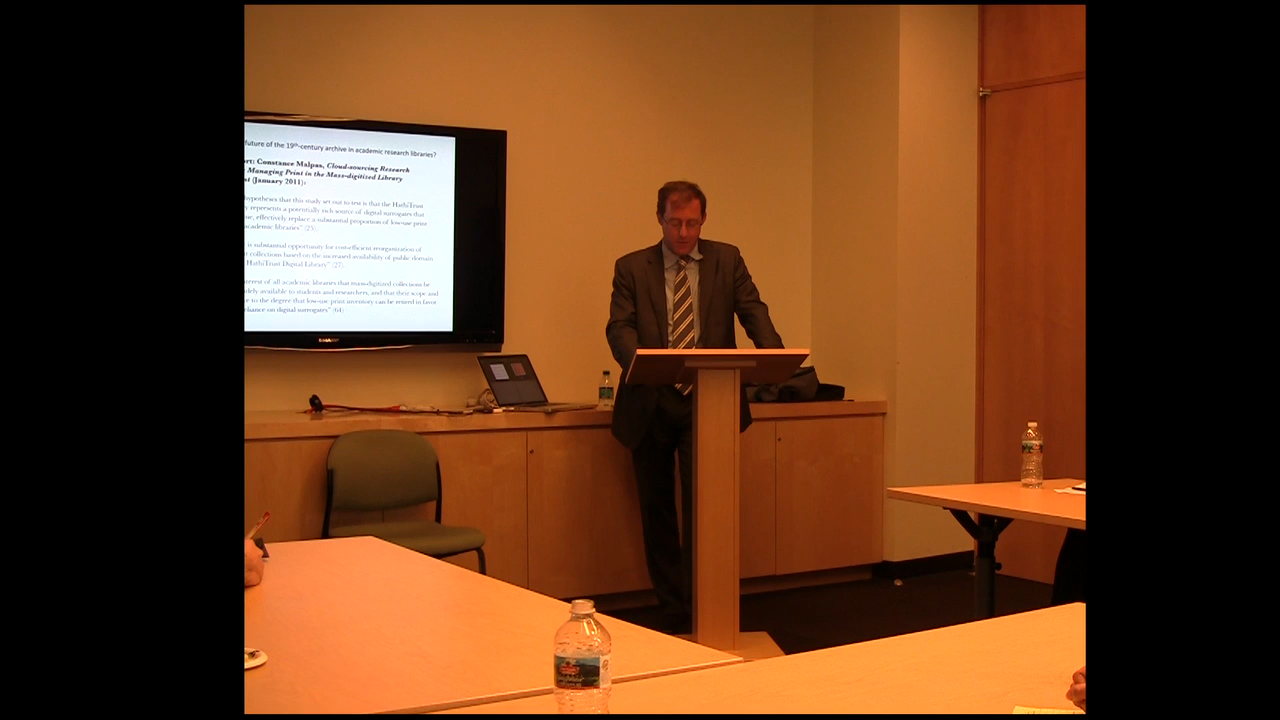 future of the 19th-century archive in academic research libraries?
ort: Constance Malpas, Cloud-sourcing Research
Managing Print in the Mass-digitized Library
(January 2011):
hypotheses that this study set out to test is that the HathiTrust
y represents a potentially rich source of digital surrogates that
ne, effectively replace a substantial proportion of low-use print
academic libraries" (25).
is substantial opportunity for cost-efficient reorganization of
collections based on the increased availability of public domain
HathiTrust Digital Library" (27).
terest of all academic libraries that mass-digitized collections be
dely available to students and researchers, and that their scope and
e to the degree that low-use print inventory can be retired in favor
eliance on digital surrogates" (64)
SHARP